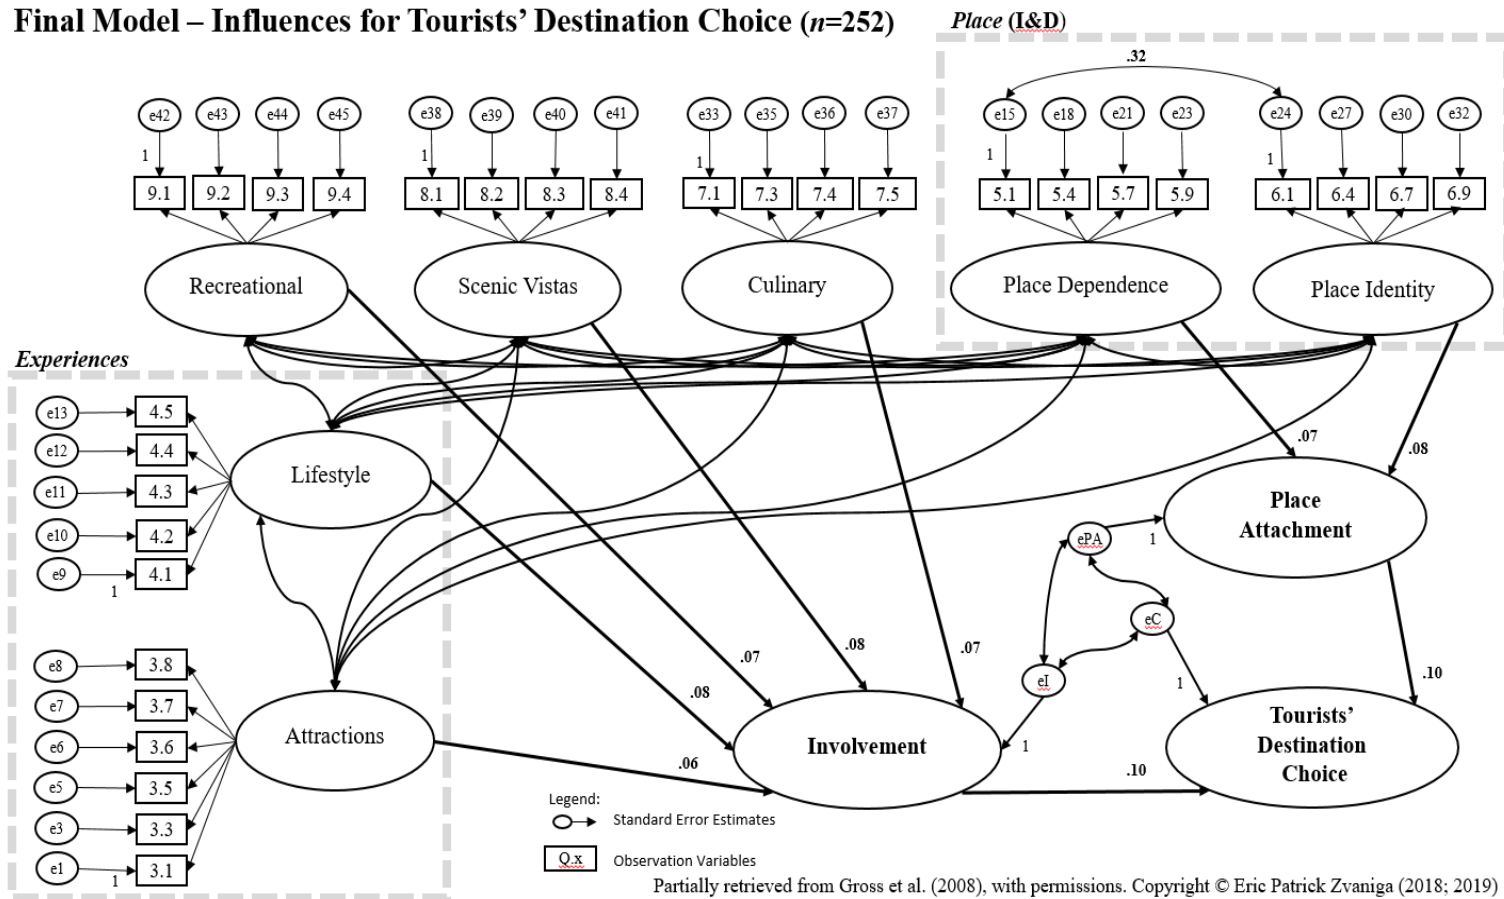 Final Model – Influences for Tourists’ Destination Choice (n=252)
Place (I&D)
.32
e42 e43 e44 e45 e38 e39 e40 e41 e33 e35 e36 e37 e15 e18 e21 e23 e24 e27 e30 e32
1 1 1 1 1
9.1 9.2 9.3 9.4 8.1 8.2 8.3 8.4 7.1 7.3 7.4 7.5 5.1 5.4 5.7 5.9 6.1 6.4 6.7 6.9
Recreational Scenic Vistas Culinary Place Dependence Place Identity
Experiences
e13 4.5
e12 4.4
e11 4.3
e10 4.2
e9 4.1
1
Lifestyle
.07
.08
Place
Attachment
ePA
1
eC
eI
1
1
e8 3.8
e7 3.7
e6 3.6
e5 3.5
e3 3.3
e1 3.1
1
Attractions
.08
.07
.08
.07
.06
.10
.10
Involvement
Tourists’
Destination
Choice
Legend:
Standard Error Estimates
Q.x Observation Variables
Partially retrieved from Gross et al. (2008), with permissions. Copyright © Eric Patrick Zvaniga (2018; 2019)